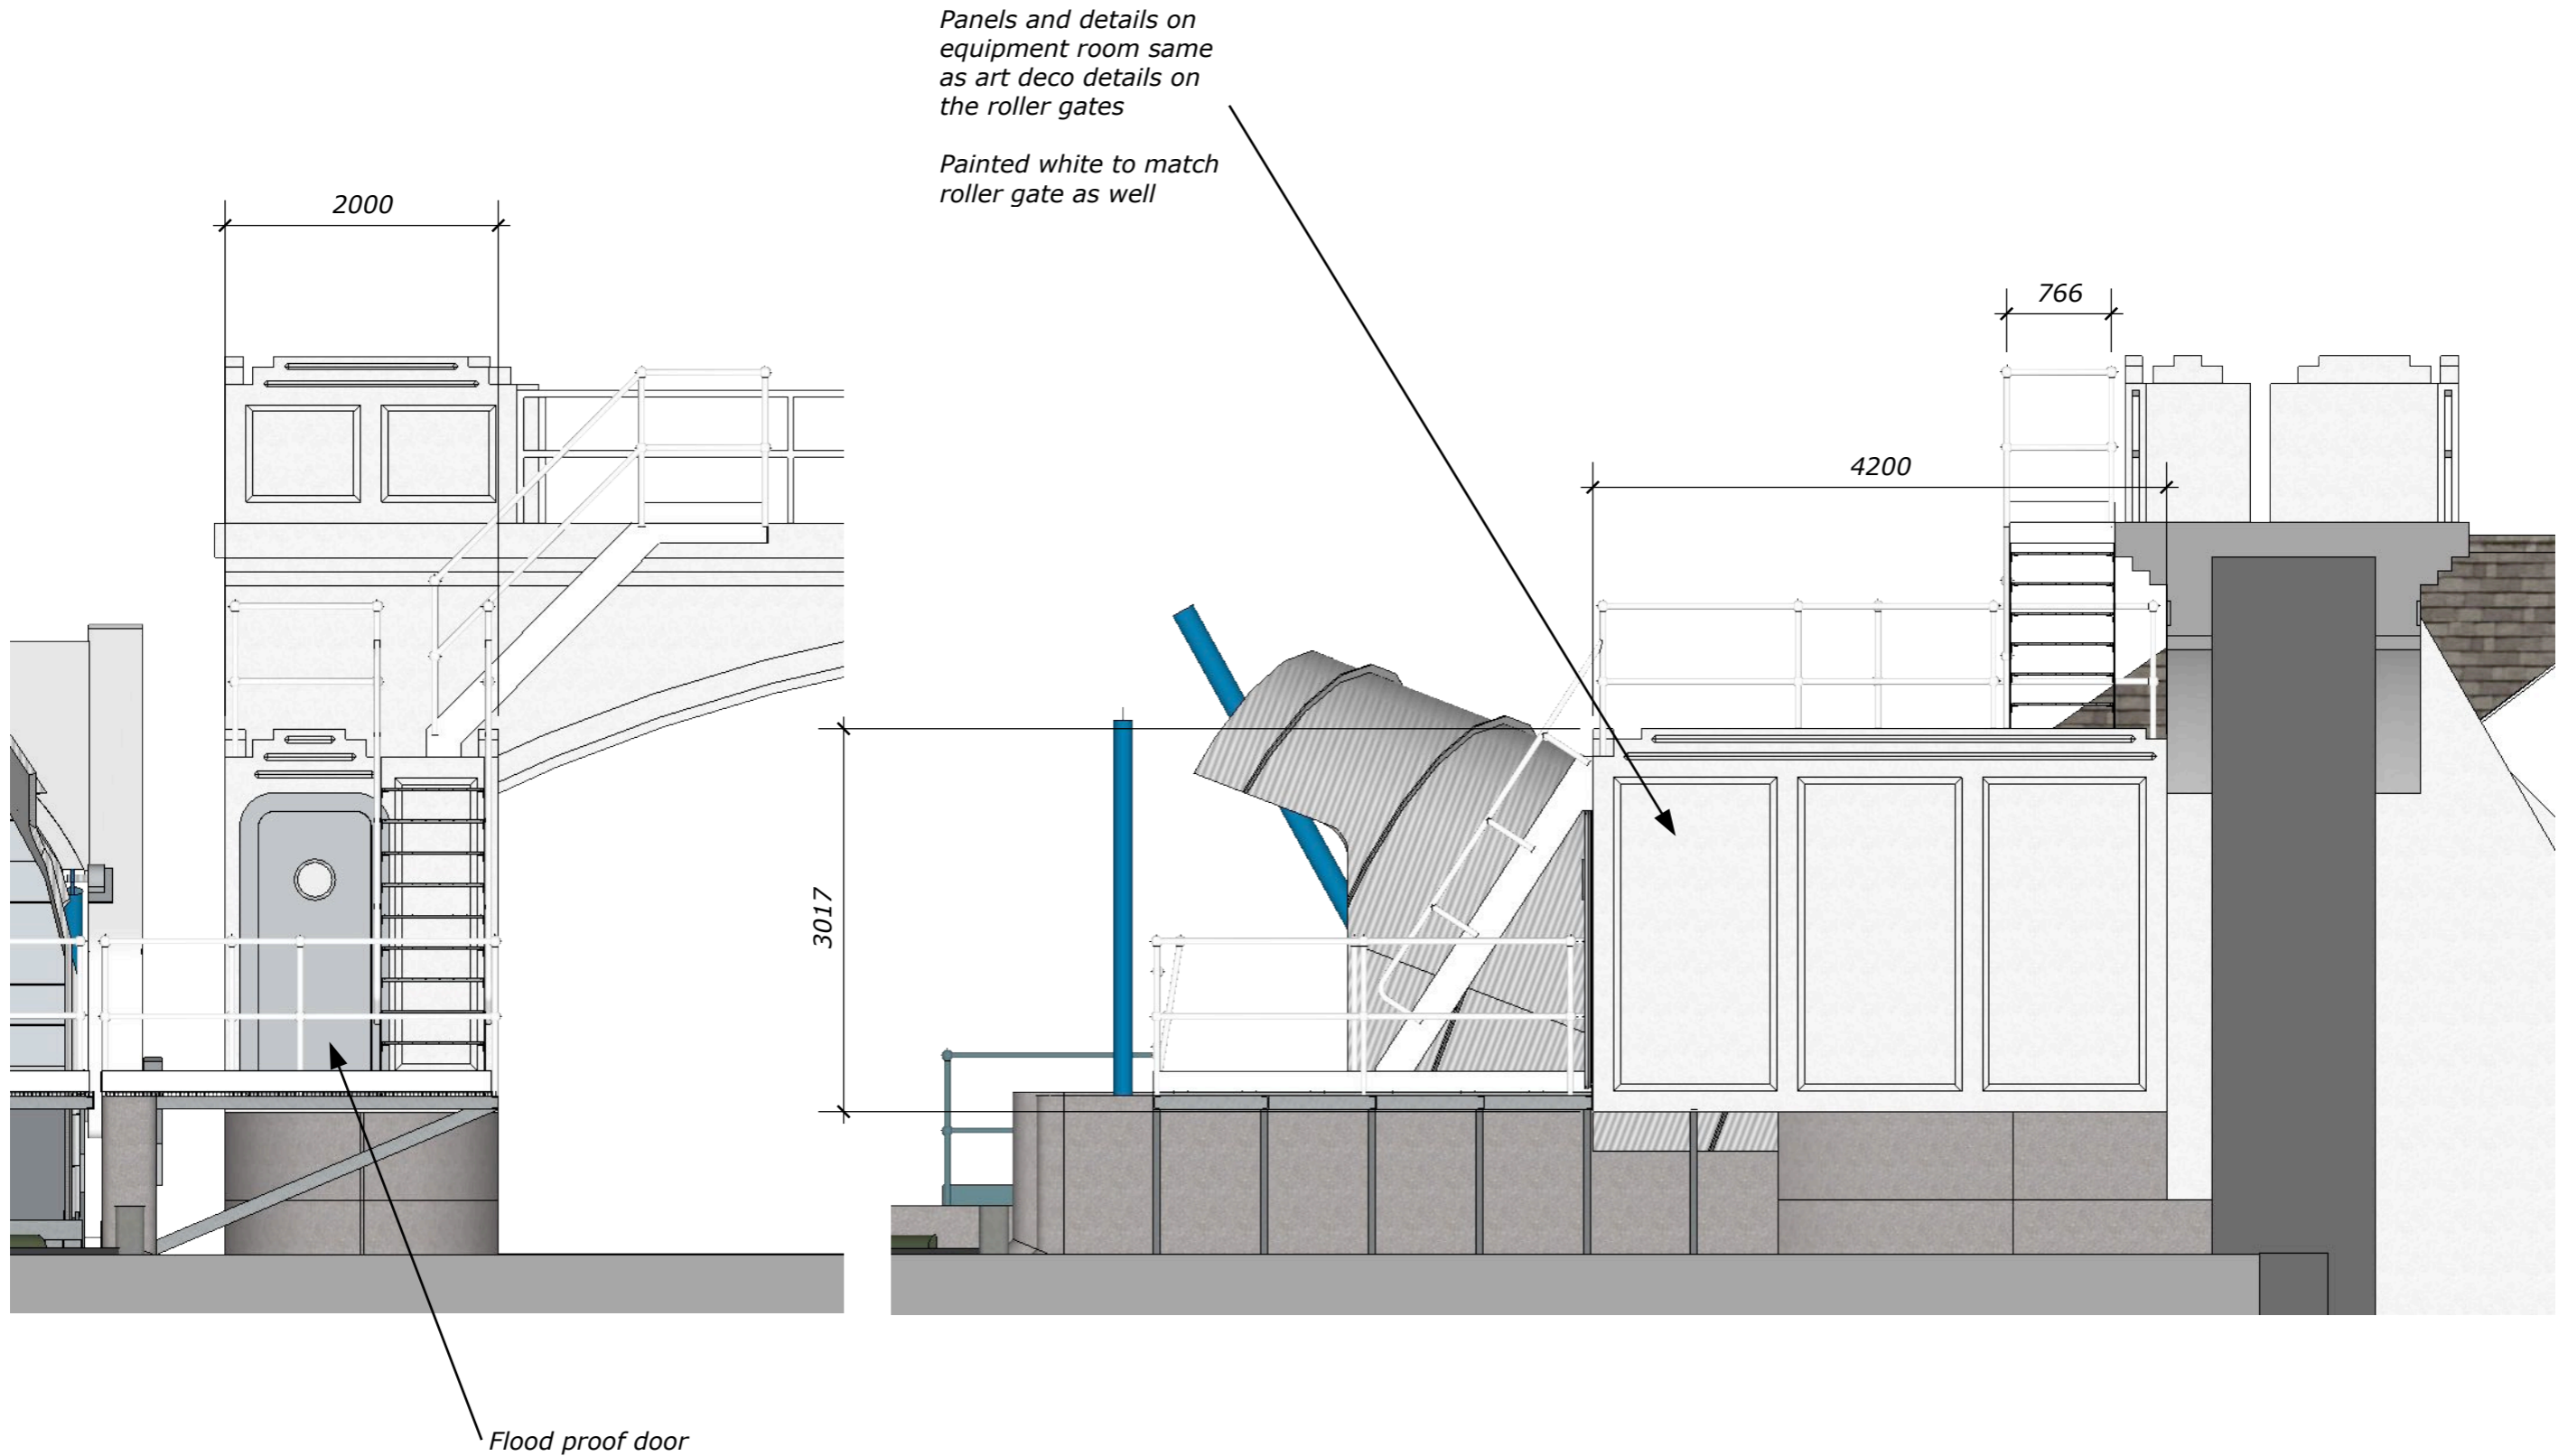 Panels and details on
equipment room same
as art deco details on
the roller gates
Painted white to match
roller gate as well
2000
766
4200
3017
Flood proof door